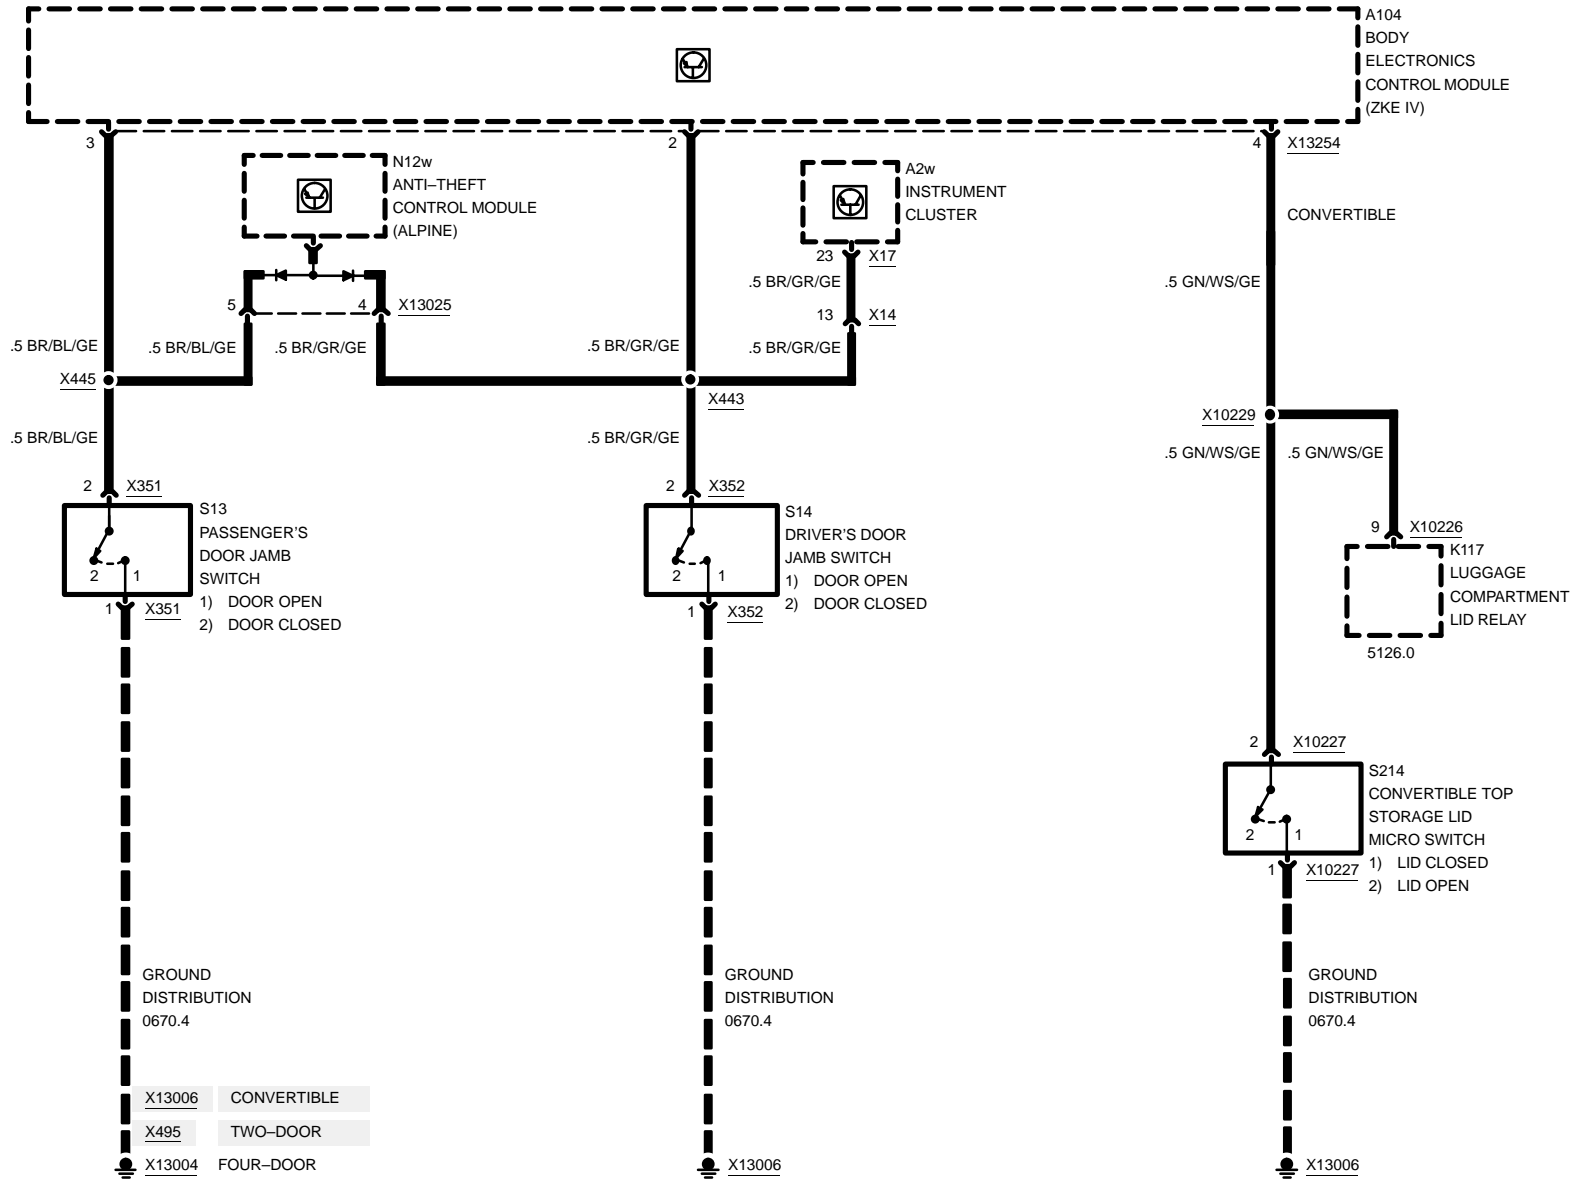 A104
BODY
ELECTRONICS
CONTROL MODULE
(ZKE IV)
3
2
4
X13254
N12w
ANTI–THEFT
CONTROL MODULE
(ALPINE)
A2w
INSTRUMENT
CLUSTER
CONVERTIBLE
23
X17
.5 BR/GR/GE
.5 GN/WS/GE
5
4
X13025
13
X14
.5 BR/BL/GE
.5 BR/BL/GE
.5 BR/GR/GE
.5 BR/GR/GE
.5 BR/GR/GE
X445
X443
X10229
.5 BR/BL/GE
.5 BR/GR/GE
.5 GN/WS/GE
.5 GN/WS/GE
2
X351
2
X352
S13
PASSENGER’S
DOOR JAMB
SWITCH
1) DOOR OPEN
2) DOOR CLOSED
2
1
1
X351
S14
DRIVER’S DOOR
JAMB SWITCH
1) DOOR OPEN
2) DOOR CLOSED
2
1
1
X352
9
X10226
K117
LUGGAGE
COMPARTMENT
LID RELAY
5126.0
2
X10227
S214
CONVERTIBLE TOP
STORAGE LID
MICRO SWITCH
1) LID CLOSED
2) LID OPEN
2
1
1
X10227
GROUND
DISTRIBUTION
0670.4
GROUND
DISTRIBUTION
0670.4
GROUND
DISTRIBUTION
0670.4
X13006 CONVERTIBLE
X495 TWO–DOOR
X13004 FOUR–DOOR
X13006
X13006